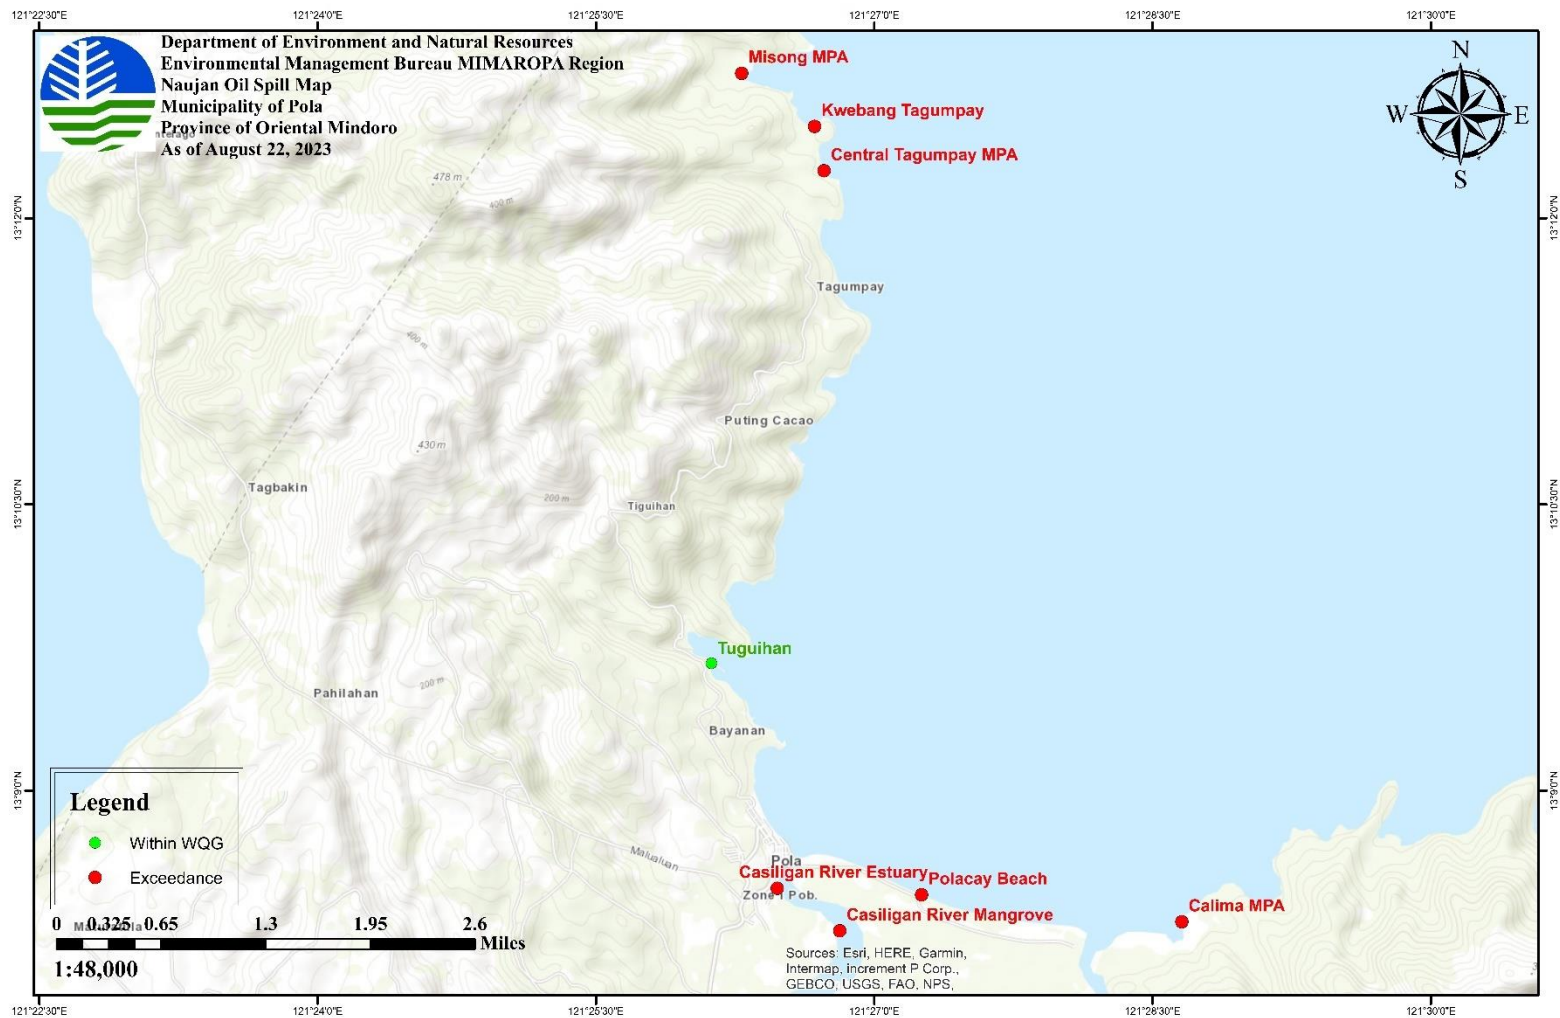 121°22'30"E
121°24'0"E
121°25'30"E
121°27'0"E
121°28'30"E
121°30'0"E
Department of Environment and Natural Resources
Environmental Management Bureau MIMAROPA Region
Naujan Oil Spill Map
Municipality of Pola
Province of Oriental Mindoro
As of August 22, 2023
Misong MPA
Kwebang Tagumpay
Central Tagumpay MPA
N
W
E
S
478 m
400 m
13°12'0"N
13°12'0"N
Tagumpay
400 m
Puting Cacao
430 m
Tagbakin
200 m
Tiguihan
13°10'30"N
13°10'30"N
Tuguihan
Pahilahan
200 m
Bayanan
13°9'0"N
13°9'0"N
Legend
Within WQG
Exceedance
Malualuan
Pola
Casiligan River Estuary
Polacay Beach
Zone I Pob.
Calima MPA
Casiligan River Mangrove
0 0.325 0.65 1.3 1.95 2.6
Miles
1:48,000
Sources: Esri, HERE, Garmin,
Intermap, increment P Corp.,
GEBCO, USGS, FAO, NPS,
121°22'30"E
121°24'0"E
121°25'30"E
121°27'0"E
121°28'30"E
121°30'0"E